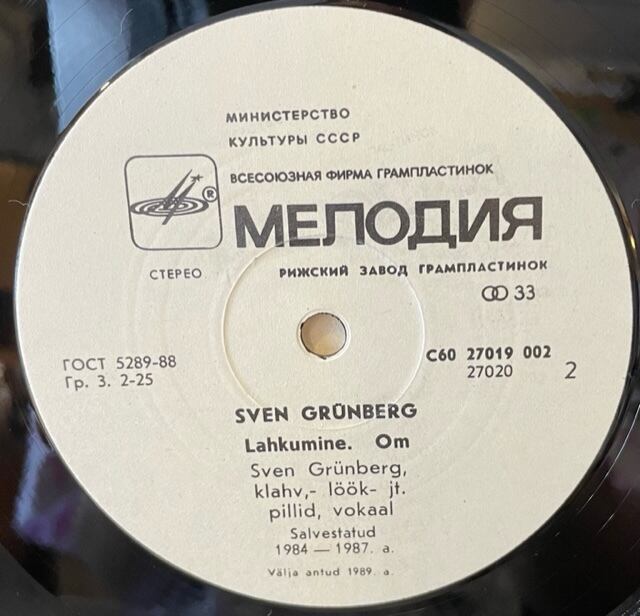 МИНИСТЕРСТВО
КУЛЬТУРЫ СССР
ВСЕСОЮЗНАЯ ФИРМА ГРАМПЛАСТИНОК
®
МЕЛОДИЯ
СТЕРЕО
РИЖСКИЙ ЗАВОД ГРАМПЛАСТИНОК
33
ГОСТ 5289-88
Гр. 3. 2-25
С60 27019 002
27020
2
SVEN GRÜNBERG
Lahkumine. Om
Sven Grünberg,
klahv,- löök- jt.
pillid, vokaal
Salvestatud
1984 — 1987. a.
Välja antud 1989. a.